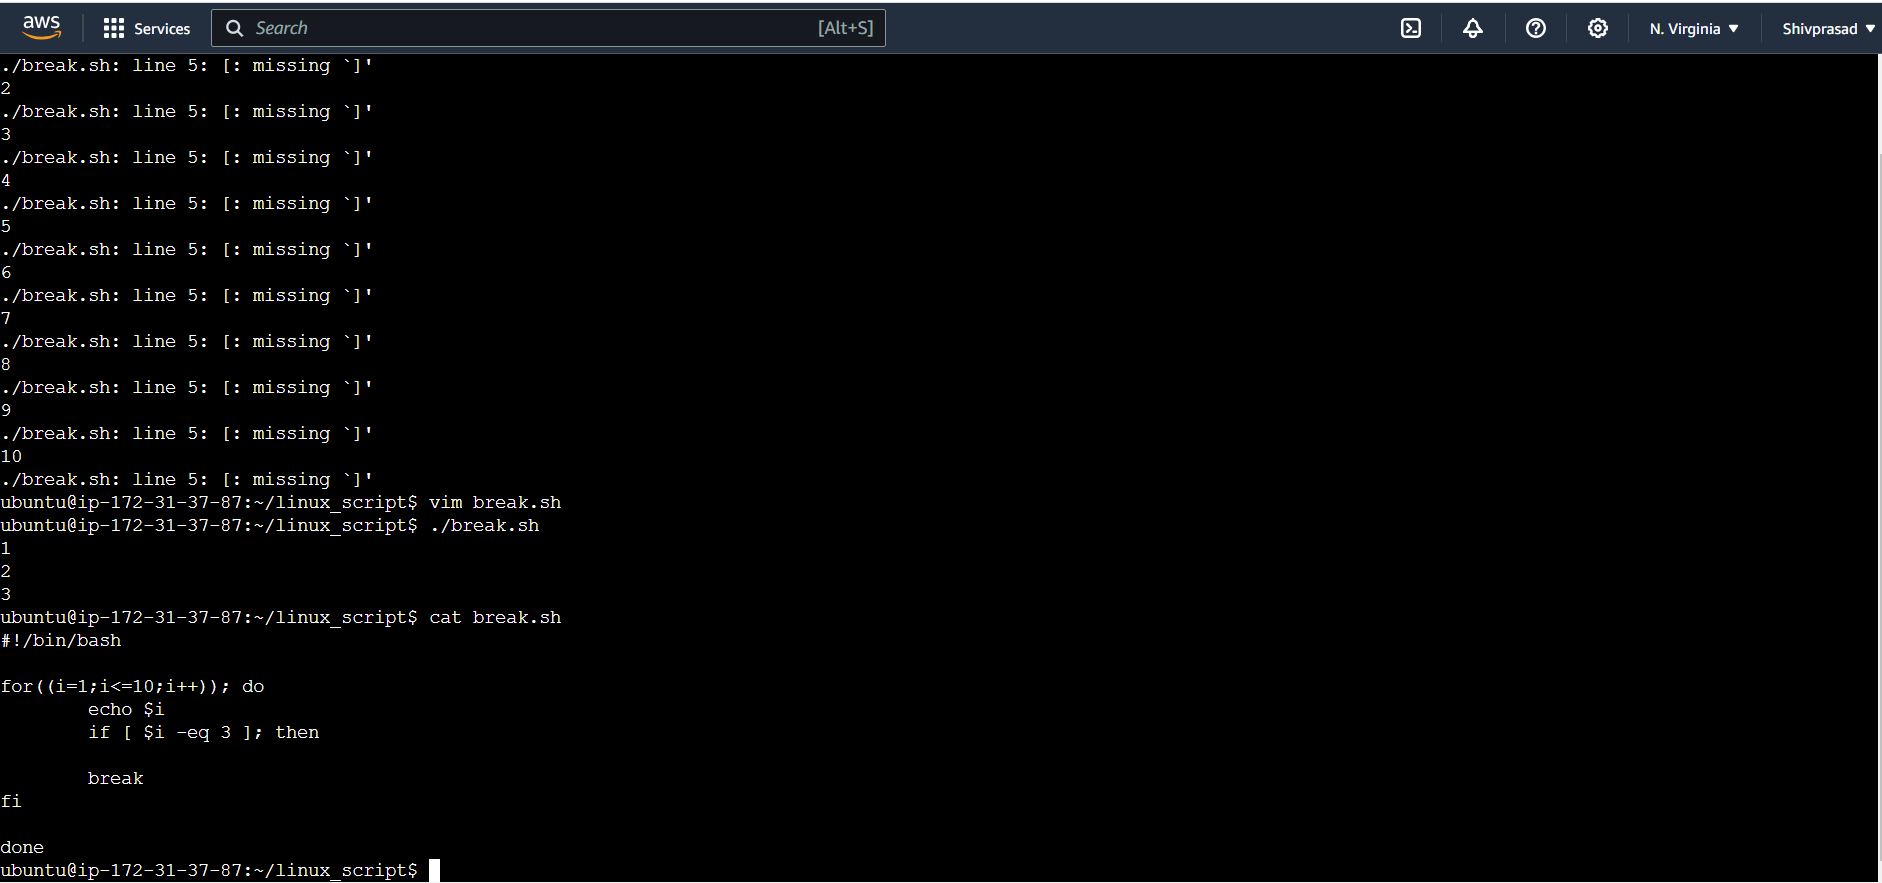 aws Services Search [Alt+S] N. Virginia ▼ Shivprasad ▼
./break.sh: line 5: [: missing `]'
2
./break.sh: line 5: [: missing `]'
3
./break.sh: line 5: [: missing `]'
4
./break.sh: line 5: [: missing `]'
5
./break.sh: line 5: [: missing `]'
6
./break.sh: line 5: [: missing `]'
7
./break.sh: line 5: [: missing `]'
8
./break.sh: line 5: [: missing `]'
9
./break.sh: line 5: [: missing `]'
10
./break.sh: line 5: [: missing `]'
ubuntu@ip-172-31-37-87:~/linux_script$ vim break.sh
ubuntu@ip-172-31-37-87:~/linux_script$ ./break.sh
1
2
3
ubuntu@ip-172-31-37-87:~/linux_script$ cat break.sh
#!/bin/bash

for((i=1;i<=10;i++)); do
        echo $i
        if [ $i -eq 3 ]; then

        break
fi

done
ubuntu@ip-172-31-37-87:~/linux_script$